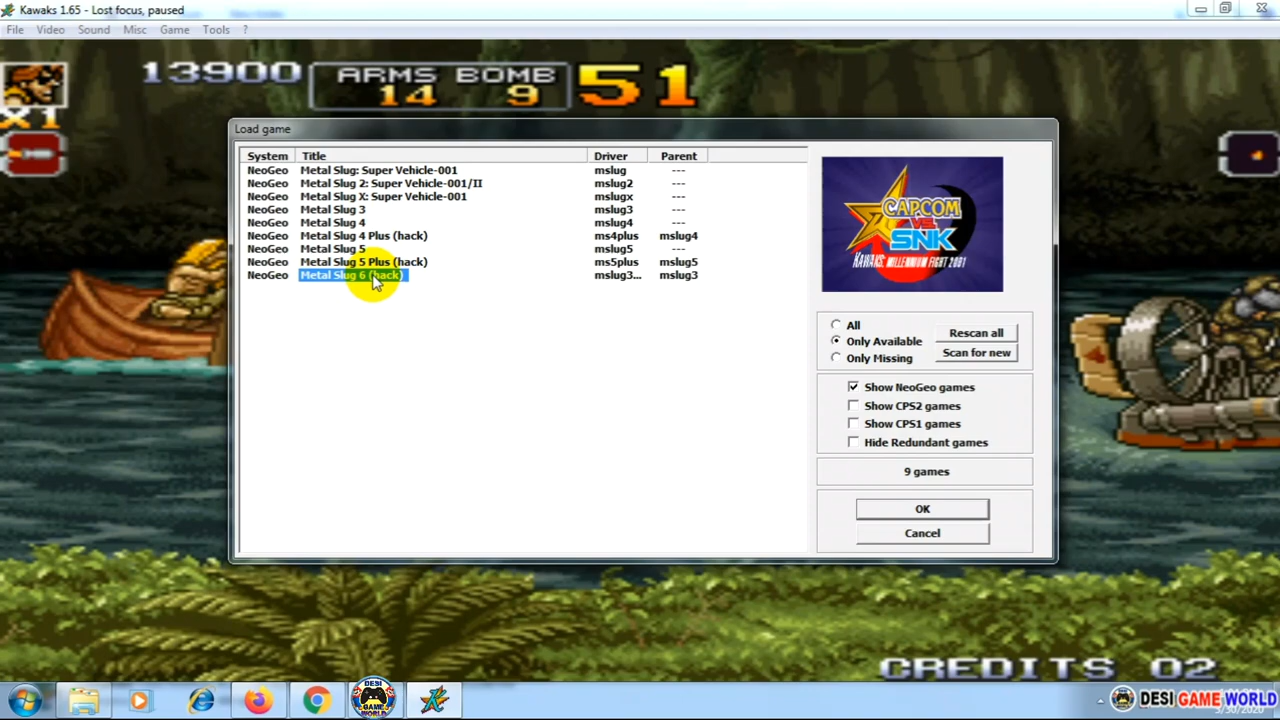 Kawaks 1.65 - Lost focus, paused
File Video Sound Misc Game Tools ?
13900 ARMS BOMB 51
14 9
X1
Load game
System Title Driver Parent
NeoGeo Metal Slug: Super Vehicle-001 mslug ---
NeoGeo Metal Slug 2: Super Vehicle-001/II mslug2 ---
NeoGeo Metal Slug X: Super Vehicle-001 mslugx ---
NeoGeo Metal Slug 3 mslug3 ---
NeoGeo Metal Slug 4 mslug4 ---
NeoGeo Metal Slug 4 Plus (hack) ms4plus mslug4
NeoGeo Metal Slug 5 mslug5 ---
NeoGeo Metal Slug 5 Plus (hack) ms5plus mslug5
NeoGeo Metal Slug 6 (hack) mslug3... mslug3
CAPCOM
VS.
SNK
KAWAKS: MILLENNIUM FIGHT 2001
All
Only Available
Only Missing
Rescan all
Scan for new
Show NeoGeo games
Show CPS2 games
Show CPS1 games
Hide Redundant games
9 games
OK
Cancel
CREDITS 02
DESI
GAME
WORLD
DESI GAME WORLD